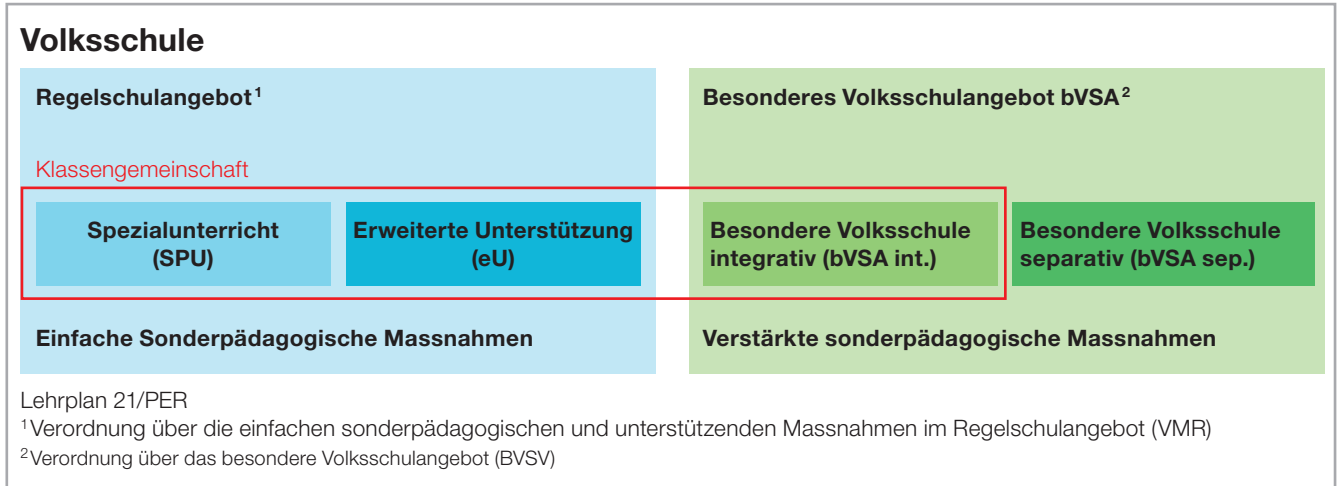 Volksschule
Regelschulangebot¹
Besonderes Volksschulangebot bVSA²
Klassengemeinschaft
Spezialunterricht
(SPU)
Erweiterte Unterstützung
(eU)
Besondere Volksschule
integrativ (bVSA int.)
Besondere Volksschule
separativ (bVSA sep.)
Einfache Sonderpädagogische Massnahmen
Verstärkte sonderpädagogische Massnahmen
Lehrplan 21/PER
¹Verordnung über die einfachen sonderpädagogischen und unterstützenden Massnahmen im Regelschulangebot (VMR)
²Verordnung über das besondere Volksschulangebot (BVSV)